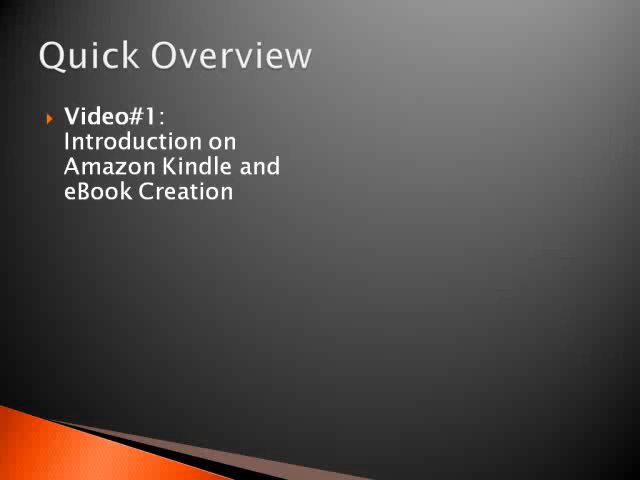 Quick Overview
Video#1:
Introduction on
Amazon Kindle and
eBook Creation